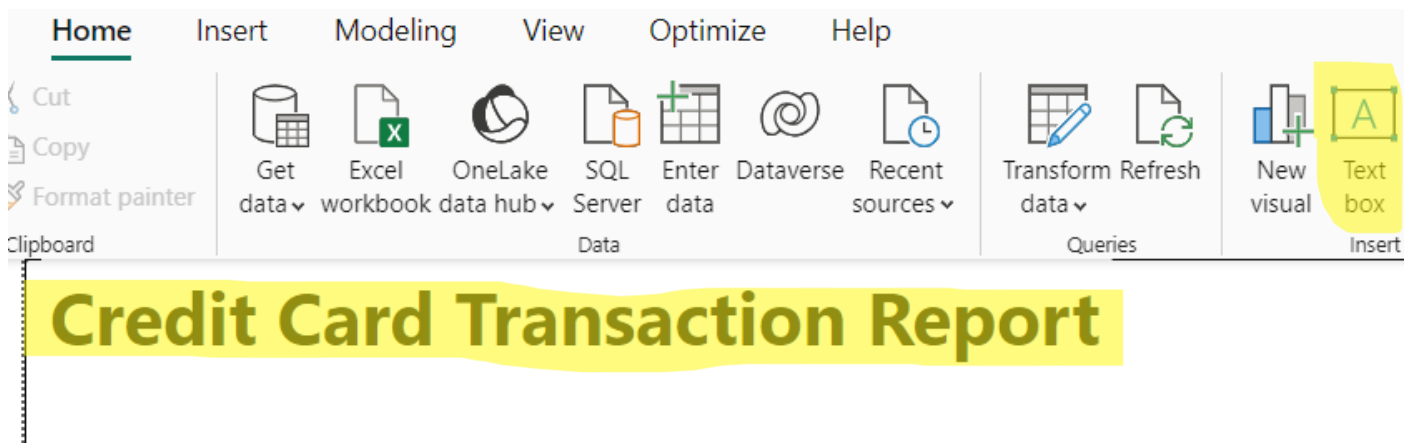 Home Insert Modeling View Optimize Help
Cut
Copy
Format painter
Clipboard
Get data
Excel workbook
OneLake data hub
SQL Server
Enter data
Dataverse
Recent sources
Data
Transform data
Refresh
Queries
New visual
A
Text box
Insert
Credit Card Transaction Report